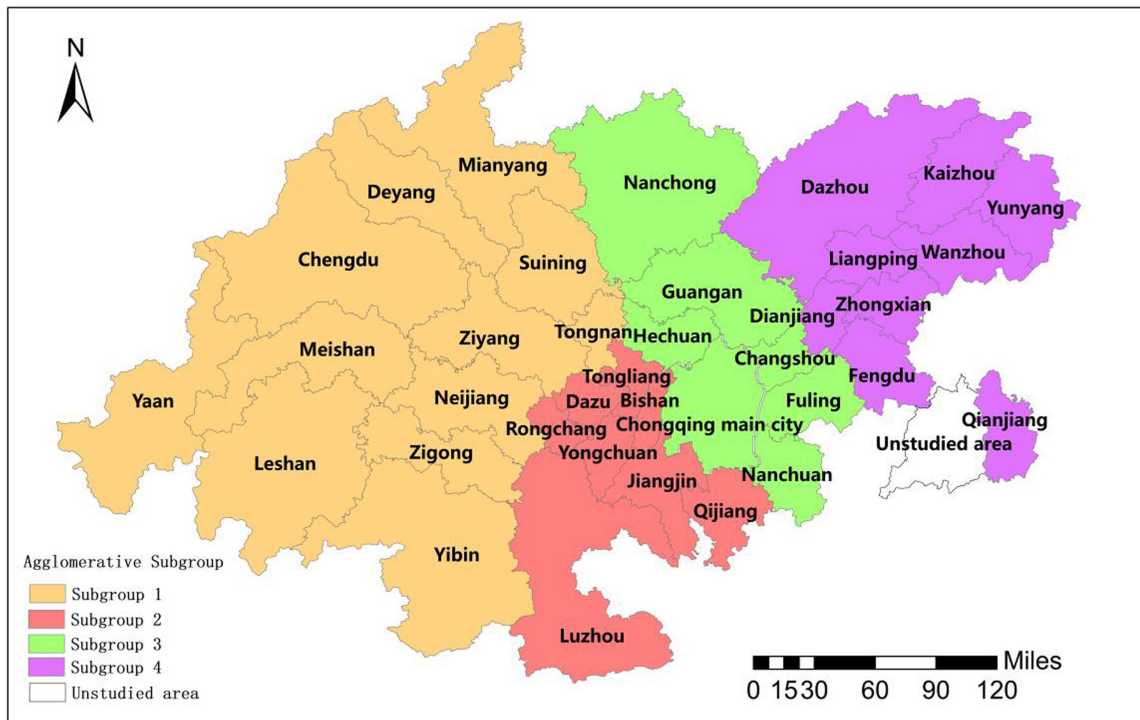 N
Mianyang
Deyang
Nanchong
Dazhou
Kaizhou
Yunyang
Chengdu
Suining
Liangping
Wanzhou
Guangan
Zhongxian
Dianjiang
Tongnan
Hechuan
Ziyang
Meishan
Changshou
Tongliang
Fengdu
Yaan
Neijiang
Dazu
Bishan
Fuling
Qianjiang
Rongchang
Chongqing main city
Unstudied area
Zigong
Yongchuan
Leshan
Jiangjin
Nanchuan
Qijiang
Yibin
Luzhou
Agglomerative Subgroup
Subgroup 1
Subgroup 2
Subgroup 3
Subgroup 4
Unstudied area
Miles
0 15 30 60 90 120